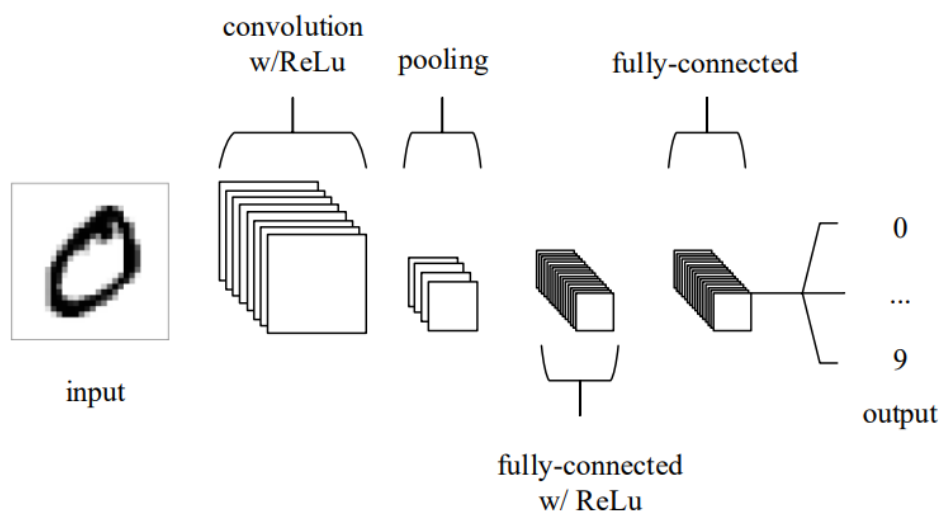 convolution
w/ReLu
pooling
fully-connected
0
...
9
input
output
fully-connected
w/ ReLu